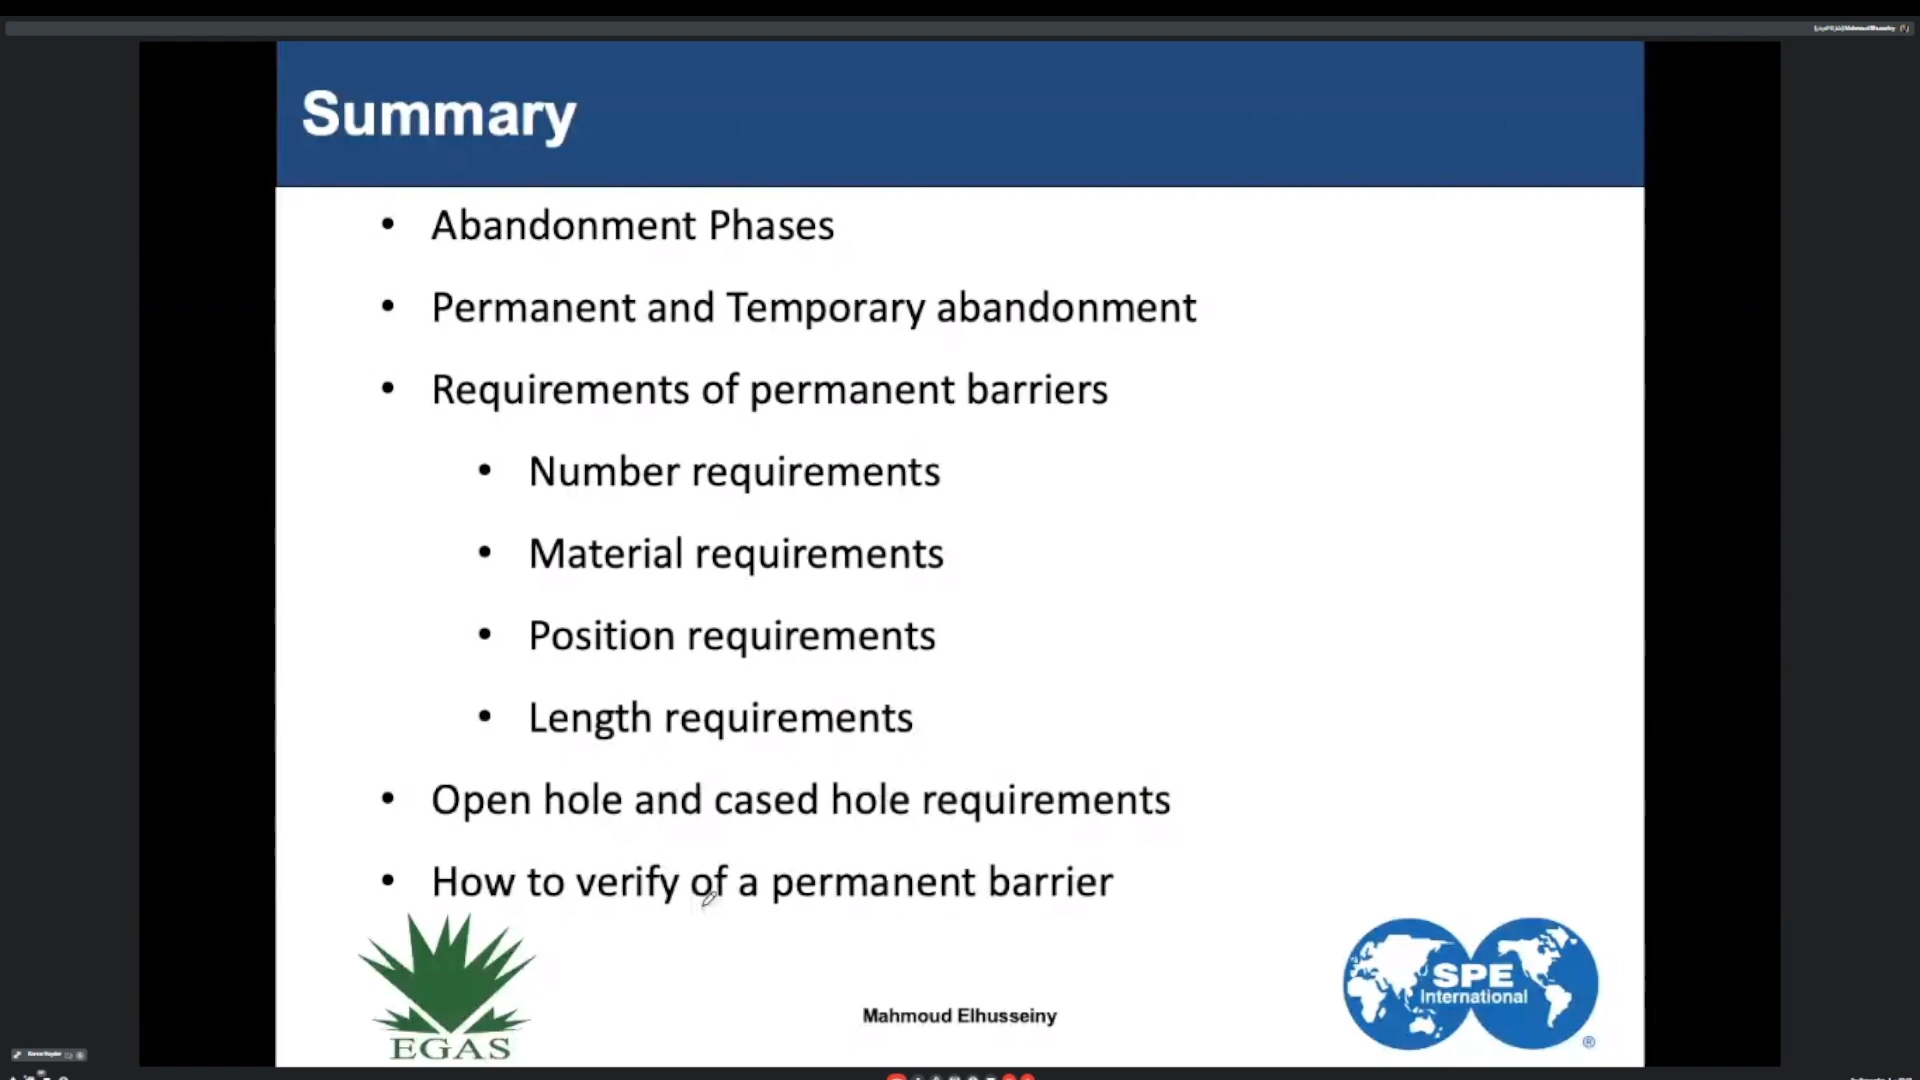 Summary
• Abandonment Phases
• Permanent and Temporary abandonment
• Requirements of permanent barriers
• Number requirements
• Material requirements
• Position requirements
• Length requirements
• Open hole and cased hole requirements
• How to verify of a permanent barrier
EGAS
Mahmoud Elhusseiny
SPE
International
®